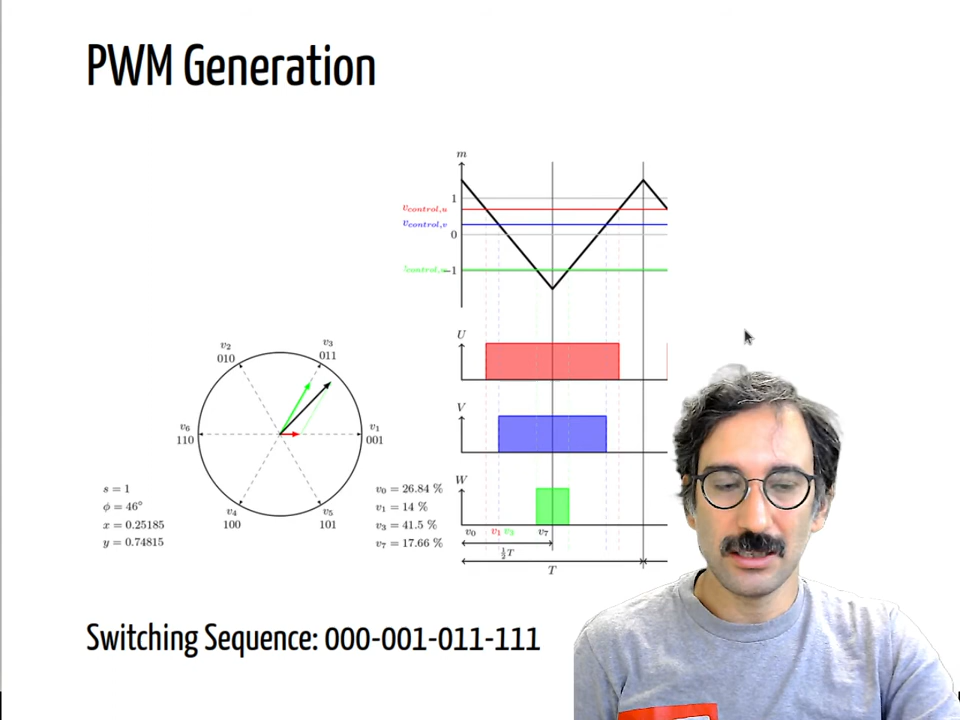 PWM Generation
m
1
vcontrol,u
vcontrol,v
0
−1
U
V
W
v2
010
v3
011
v6
110
v1
001
v4
100
v5
101
s = 1
ϕ = 46°
x = 0.25185
y = 0.74815
v0 = 26.84 %
v1 = 14 %
v3 = 41.5 %
v7 = 17.66 %
v0 v1 v3 v7
½T
T
Switching Sequence: 000-001-011-111